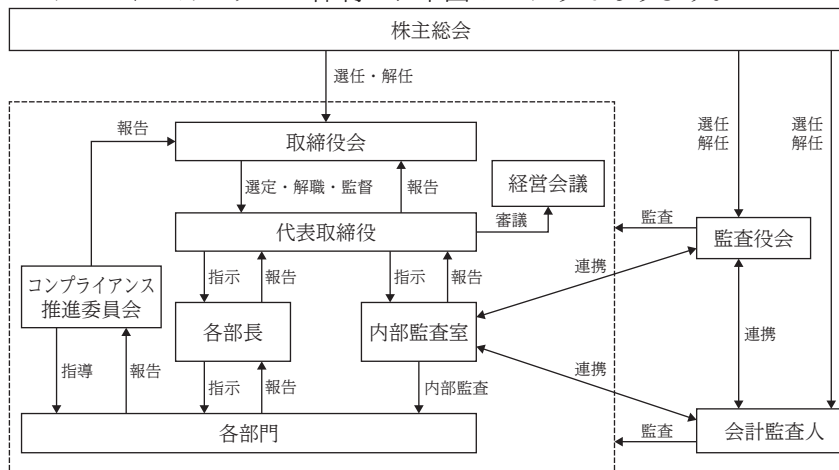 株主総会
選任・解任
選任
解任
選任
解任
報告
取締役会
選定・解職・監督
報告
経営会議
審議
代表取締役
監査
監査役会
指示
報告
指示
報告
連携
コンプライアンス
推進委員会
各部長
内部監査室
連携
指導
報告
指示
報告
内部監査
連携
各部門
監査
会計監査人